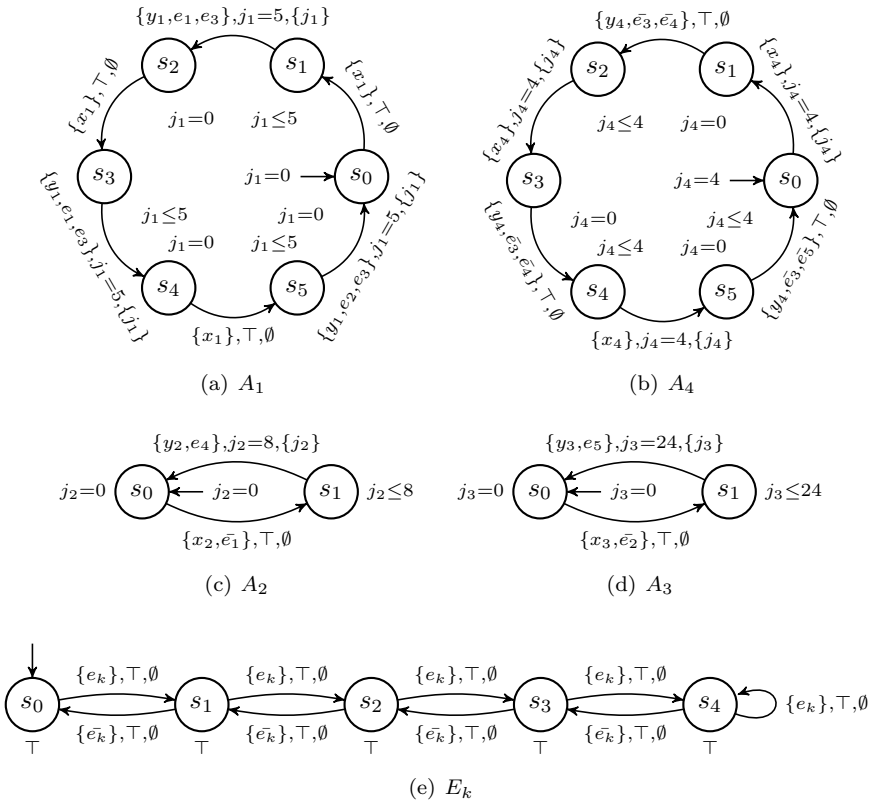 {y₁,e₁,e₃},j₁=5,{j₁}
s₂
s₁
{x₁},⊤,∅
{x₁},⊤,∅
j₁=0
j₁≤5
s₃
j₁=0
s₀
{y₁,e₁,e₃},j₁=5,{j₁}
j₁≤5
j₁=0
j₁=0
j₁≤5
s₄
s₅
{y₁,e₂,e₃},j₁=5,{j₁}
{x₁},⊤,∅
(a) A₁
{y₄,ē₃,ē₄},⊤,∅
s₂
s₁
{x₄},j₄=4,{j₄}
{x₄},j₄=4,{j₄}
j₄≤4
j₄=0
s₃
j₄=4
s₀
{y₄,ē₃,ē₄},⊤,∅
j₄=0
j₄≤4
j₄≤4
j₄=0
s₄
s₅
{y₄,ē₃,ē₅},⊤,∅
{x₄},j₄=4,{j₄}
(b) A₄
{y₂,e₄},j₂=8,{j₂}
j₂=0
s₀
j₂=0
s₁
j₂≤8
{x₂,ē₁},⊤,∅
(c) A₂
{y₃,e₅},j₃=24,{j₃}
j₃=0
s₀
j₃=0
s₁
j₃≤24
{x₃,ē₂},⊤,∅
(d) A₃
{eₖ},⊤,∅
{eₖ},⊤,∅
{eₖ},⊤,∅
{eₖ},⊤,∅
s₀
s₁
s₂
s₃
s₄
{eₖ},⊤,∅
{ēₖ},⊤,∅
{ēₖ},⊤,∅
{ēₖ},⊤,∅
{ēₖ},⊤,∅
⊤
⊤
⊤
⊤
⊤
(e) Eₖ